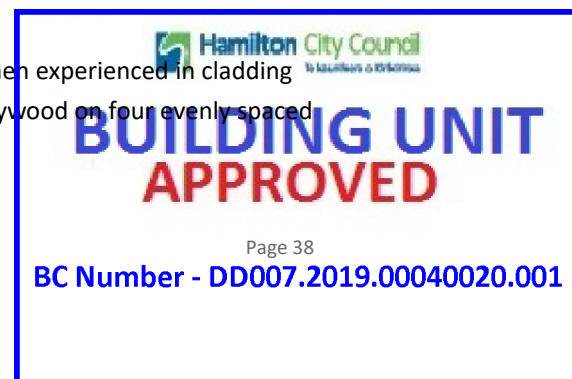 Hamilton City Council
en experienced in cladding
ywood on four evenly spaced
BUILDING UNIT
APPROVED
Page 38
BC Number - DD007.2019.00040020.001